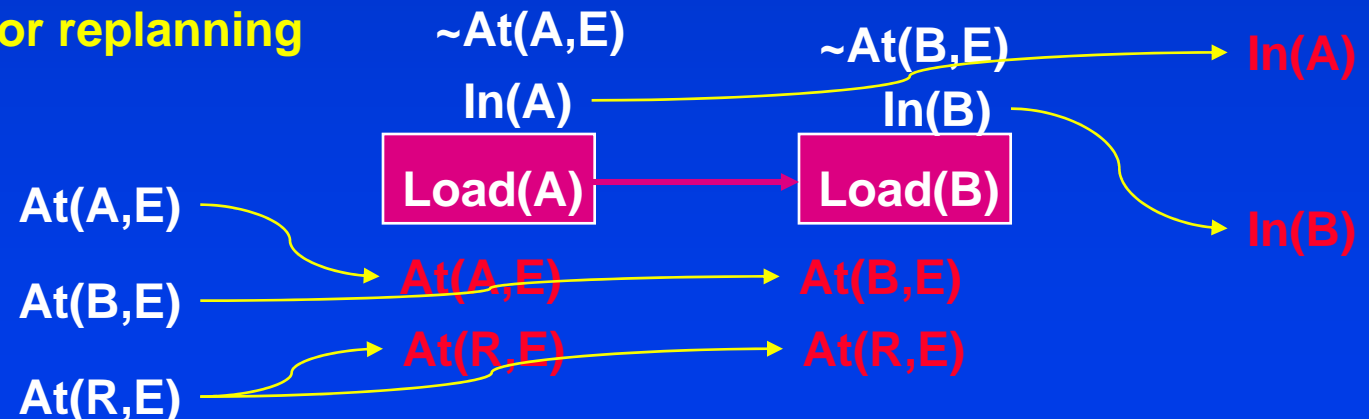 or replanning
~At(A,E)
~At(B,E)
In(A)
In(A)
In(B)
Load(A)
Load(B)
At(A,E)
In(B)
At(A,E)
At(B,E)
At(B,E)
At(R,E)
At(R,E)
At(R,E)